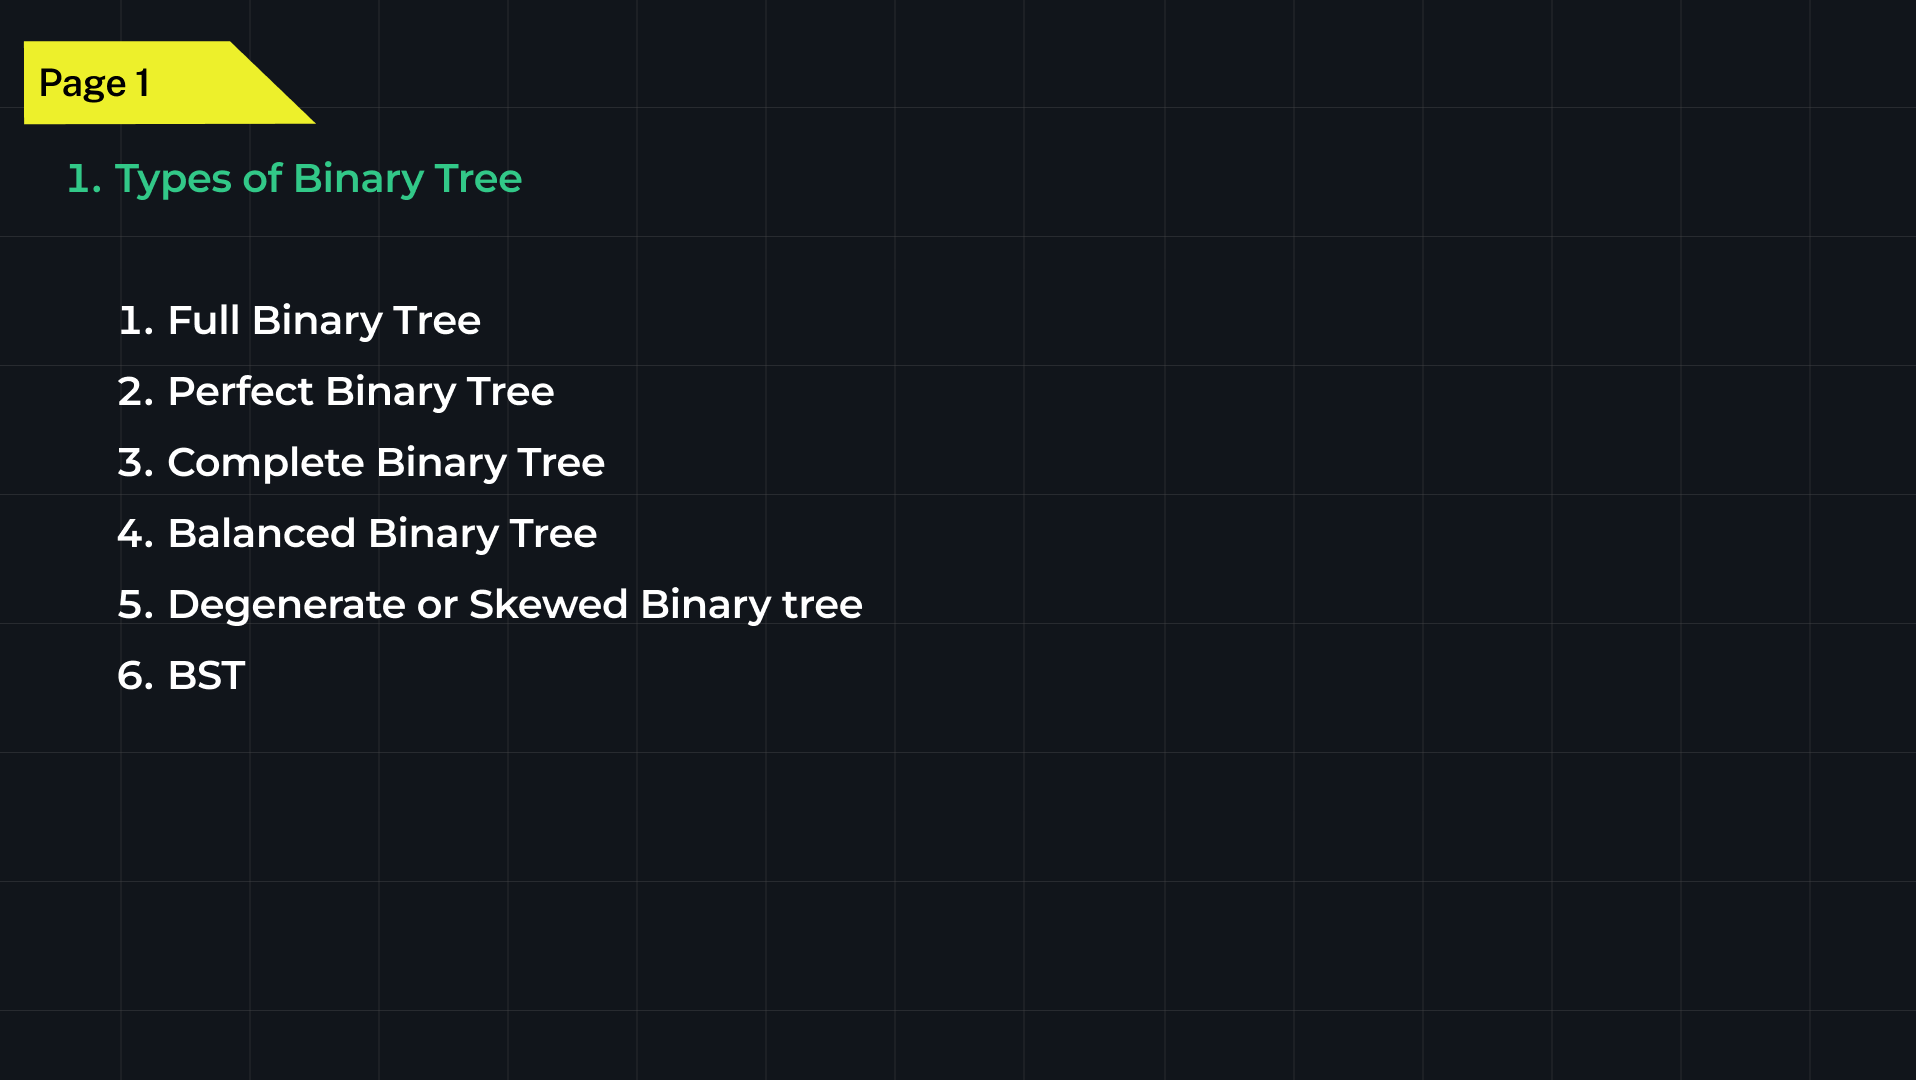 Page 1
1. Types of Binary Tree
1. Full Binary Tree
2. Perfect Binary Tree
3. Complete Binary Tree
4. Balanced Binary Tree
5. Degenerate or Skewed Binary tree
6. BST